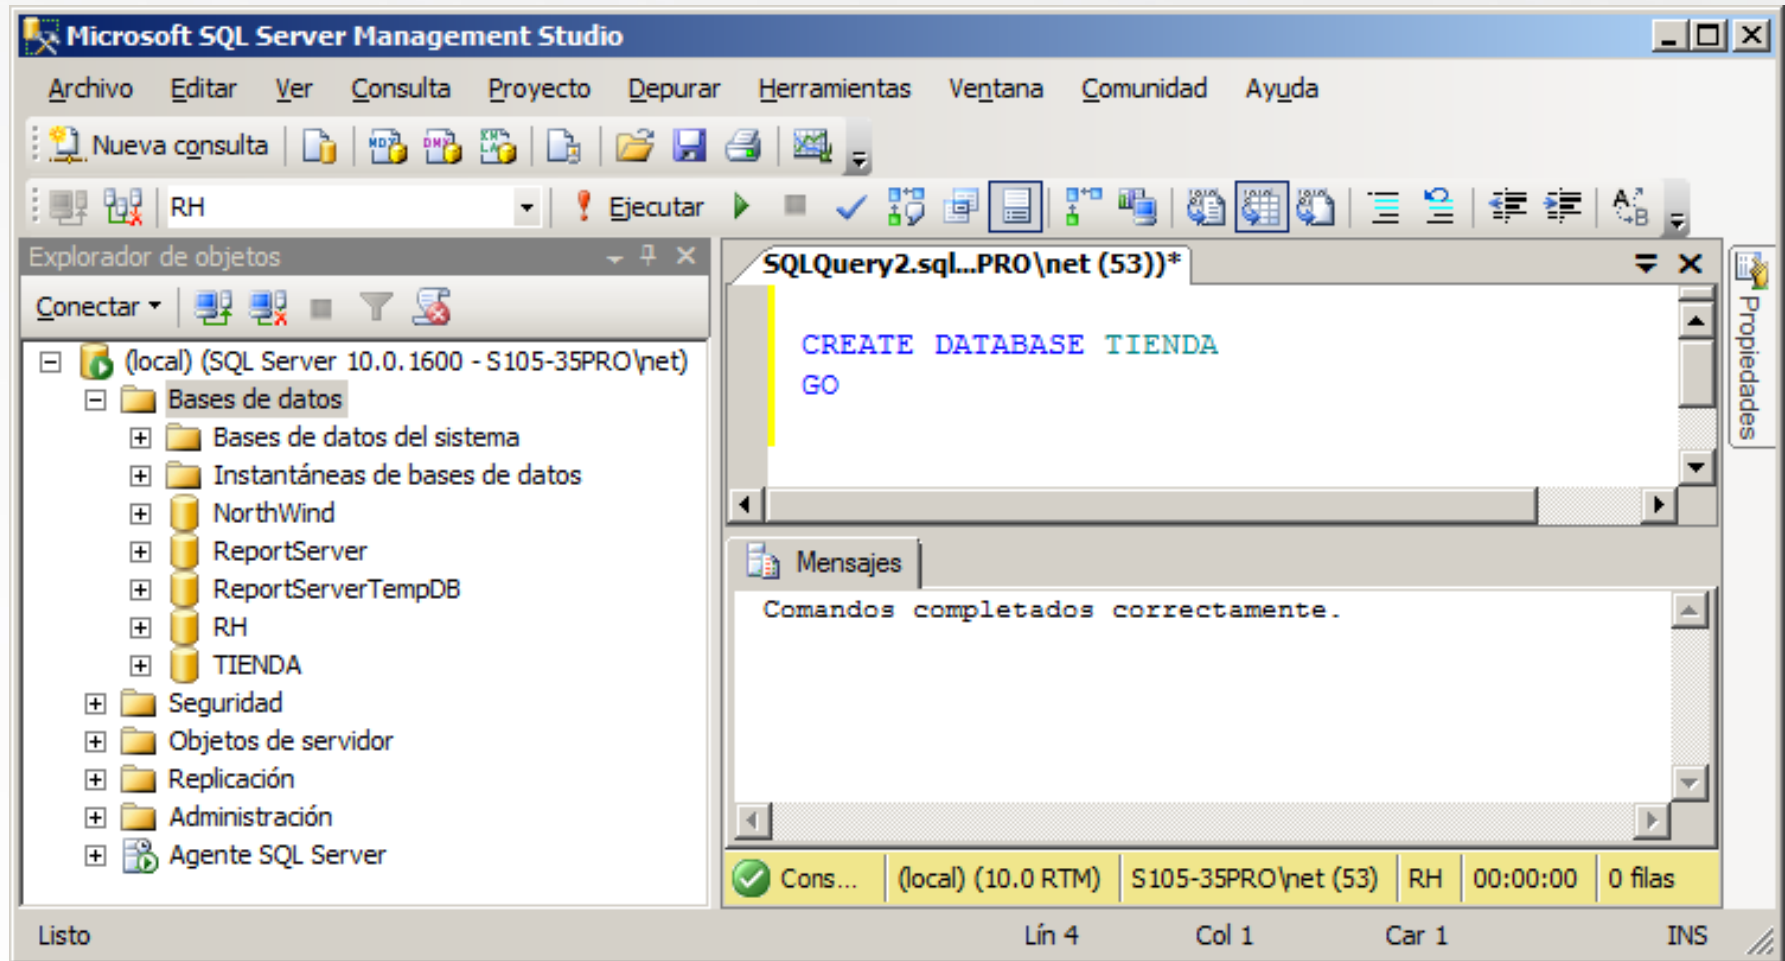 Microsoft SQL Server Management Studio
Archivo Editar Ver Consulta Proyecto Depurar Herramientas Ventana Comunidad Ayuda
Nueva consulta
RH Ejecutar
Explorador de objetos
Conectar
(local) (SQL Server 10.0.1600 - S105-35PRO\net)
Bases de datos
Bases de datos del sistema
Instantáneas de bases de datos
NorthWind
ReportServer
ReportServerTempDB
RH
TIENDA
Seguridad
Objetos de servidor
Replicación
Administración
Agente SQL Server
SQLQuery2.sql...PRO\net (53))*
CREATE DATABASE TIENDA
GO
Mensajes
Comandos completados correctamente.
Cons... (local) (10.0 RTM) S105-35PRO\net (53) RH 00:00:00 0 filas
Propiedades
Listo Lín 4 Col 1 Car 1 INS